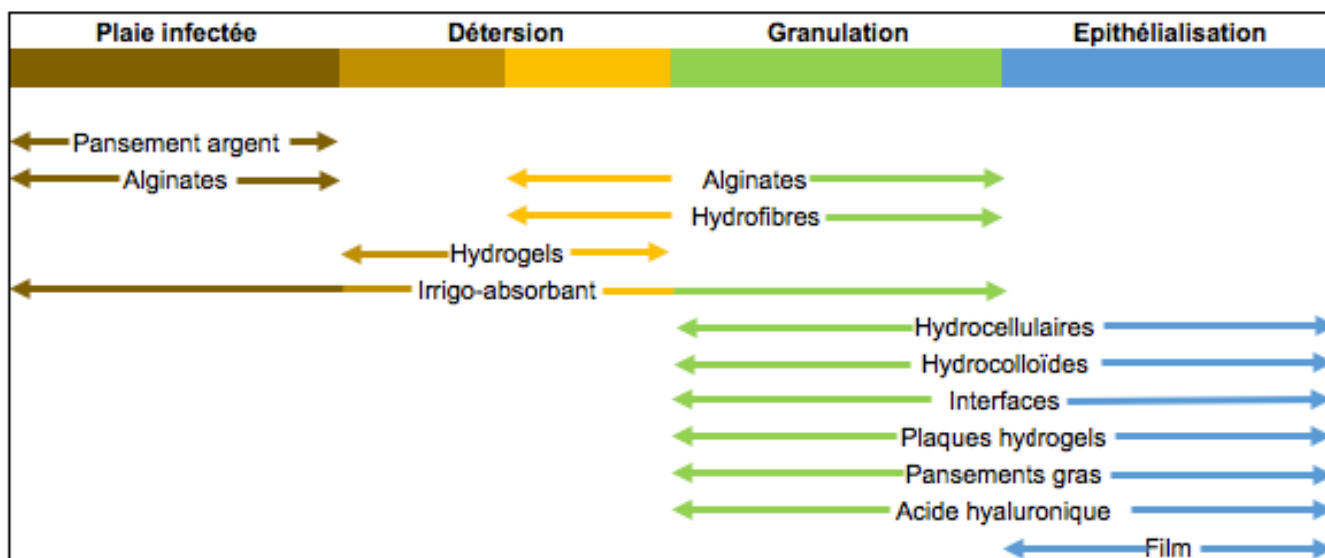 Plaie infectée Détersion Granulation Epithélialisation
Pansement argent
Alginates Alginates
Hydrofibres
Hydrogels
Irrigo-absorbant
Hydrocellulaires
Hydrocolloïdes
Interfaces
Plaques hydrogels
Pansements gras
Acide hyaluronique
Film